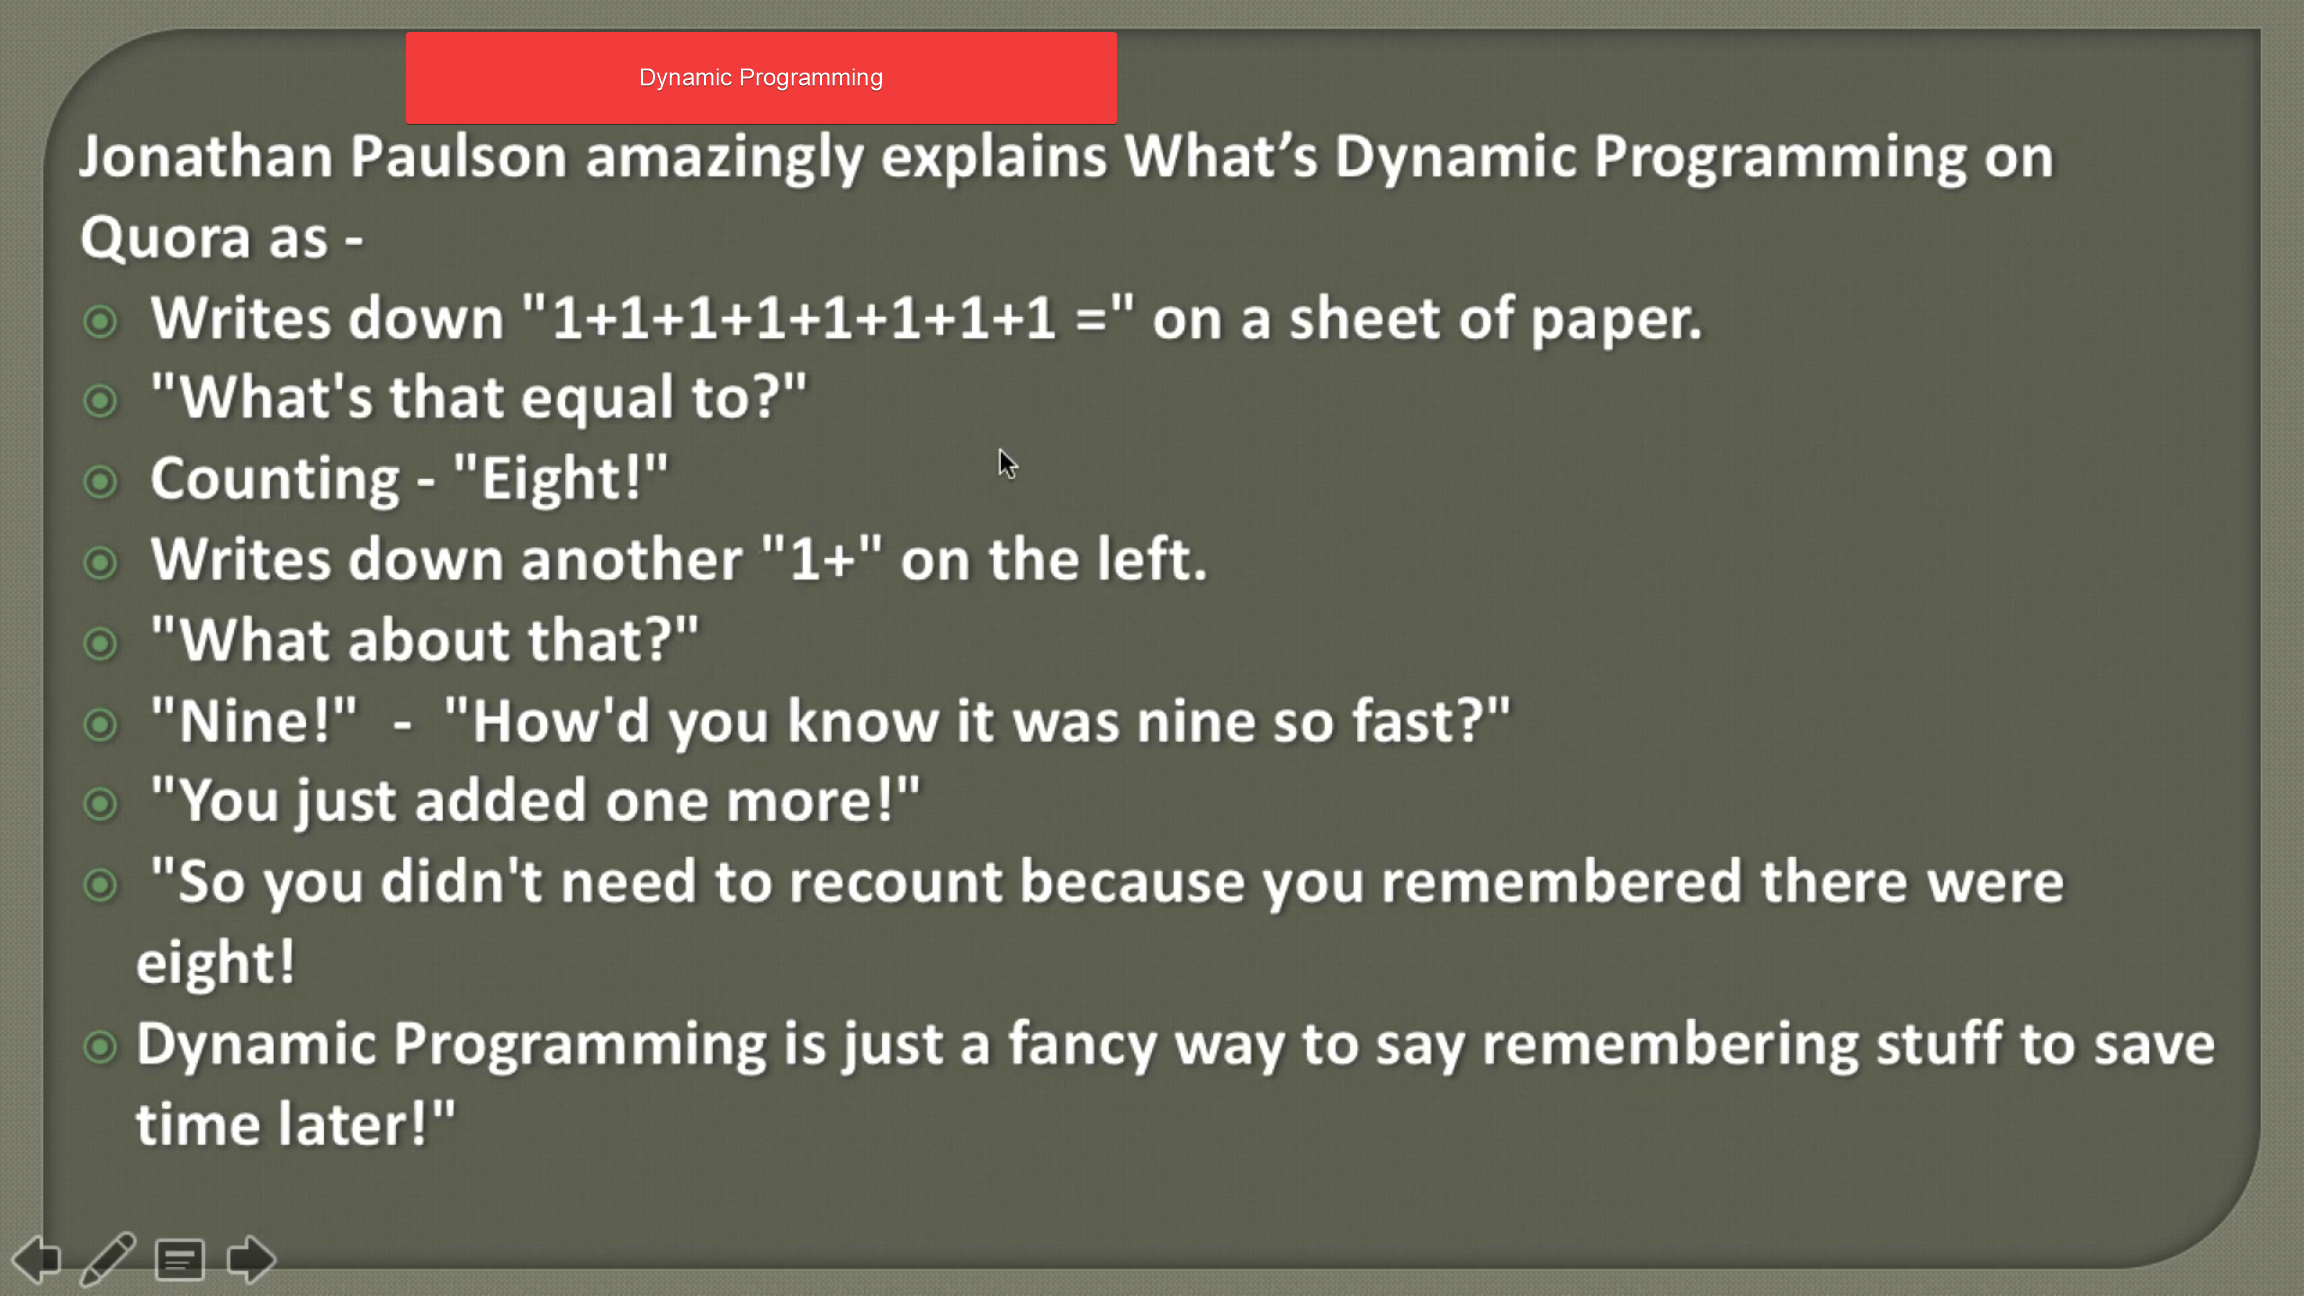 Dynamic Programming
Jonathan Paulson amazingly explains What’s Dynamic Programming on
Quora as -
Writes down "1+1+1+1+1+1+1+1 =" on a sheet of paper.
"What's that equal to?"
Counting - "Eight!"
Writes down another "1+" on the left.
"What about that?"
"Nine!"  -  "How'd you know it was nine so fast?"
"You just added one more!"
"So you didn't need to recount because you remembered there were
eight!
Dynamic Programming is just a fancy way to say remembering stuff to save
time later!"